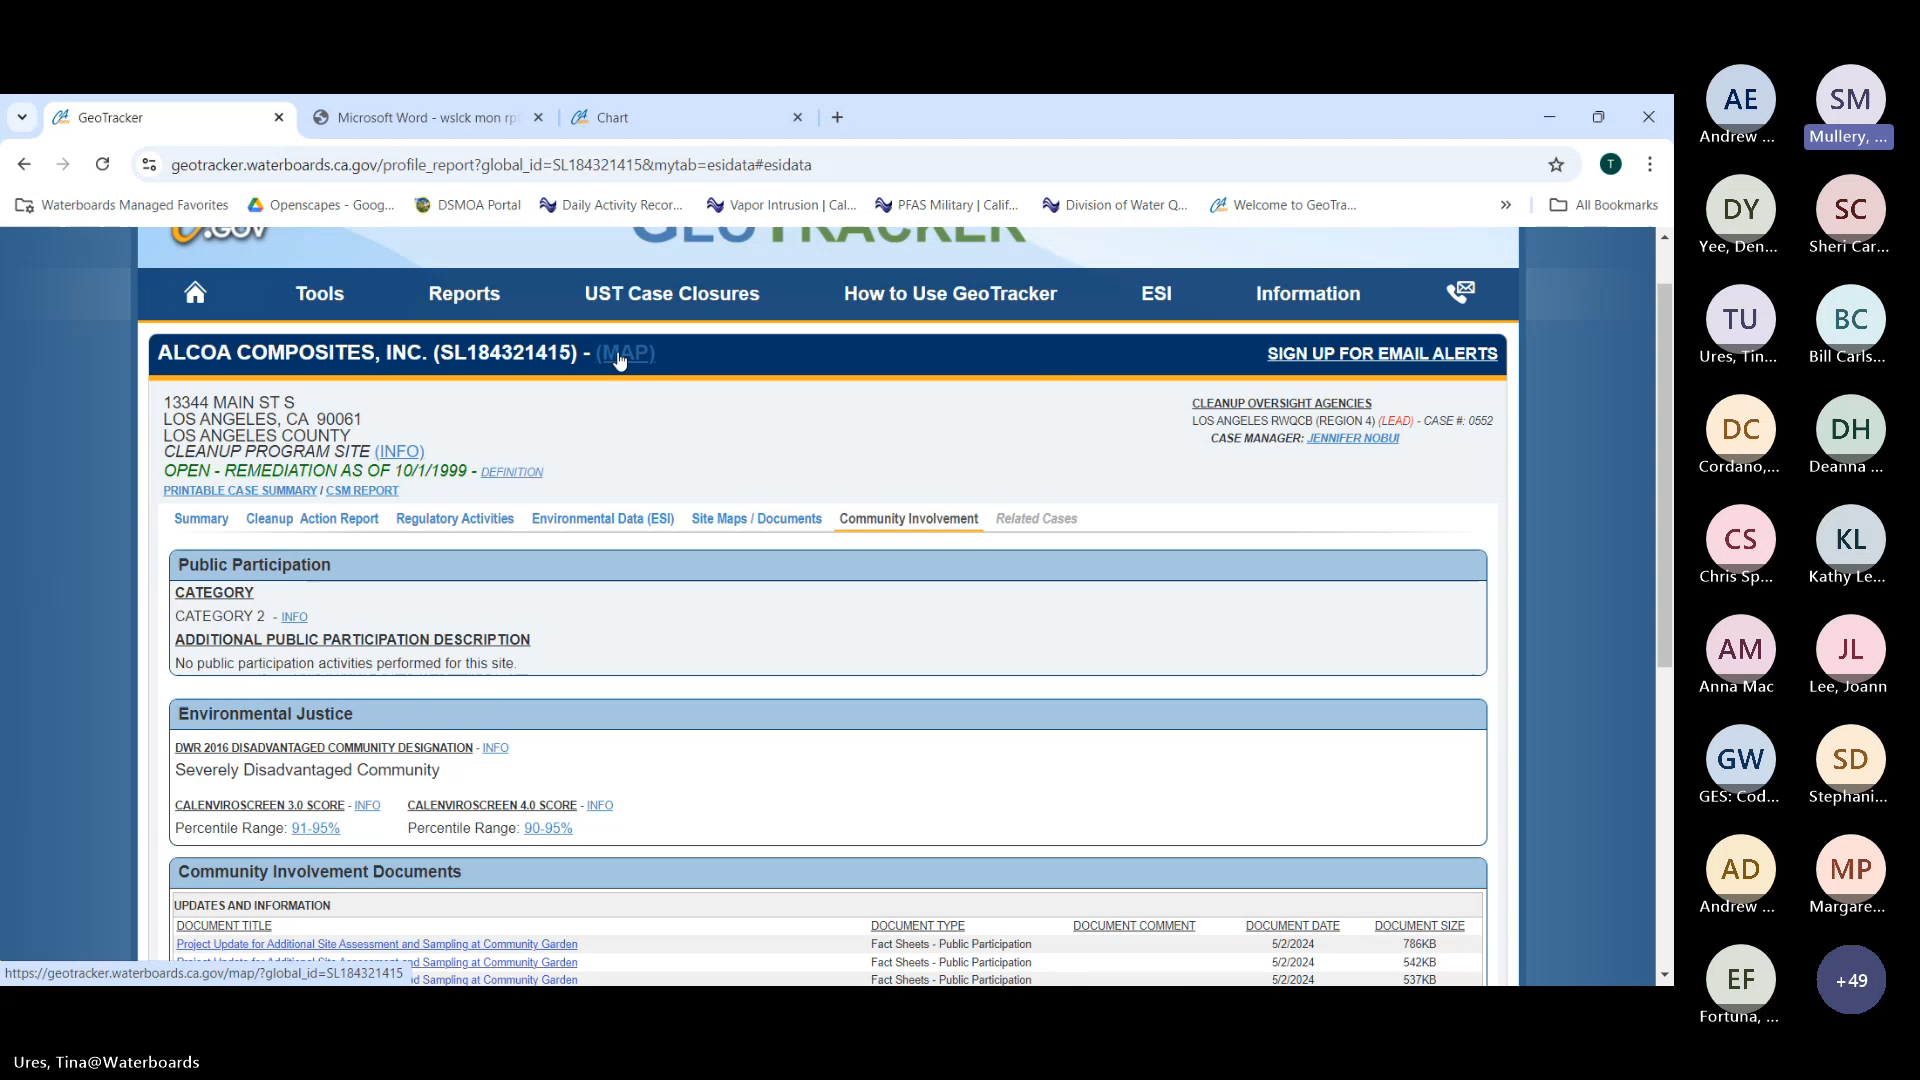 GeoTracker
Microsoft Word - wslck mon rp
Chart
geotracker.waterboards.ca.gov/profile_report?global_id=SL184321415&mytab=esidata#esidata
T
Waterboards Managed Favorites
Openscapes - Goog...
DSMOA Portal
Daily Activity Recor...
Vapor Intrusion | Cal...
PFAS Military | Calif...
Division of Water Q...
Welcome to GeoTra...
All Bookmarks
.GOV
GEOTRACKER
Tools
Reports
UST Case Closures
How to Use GeoTracker
ESI
Information
ALCOA COMPOSITES, INC. (SL184321415) - (MAP)
SIGN UP FOR EMAIL ALERTS
13344 MAIN ST S
LOS ANGELES, CA 90061
LOS ANGELES COUNTY
CLEANUP PROGRAM SITE (INFO)
OPEN - REMEDIATION AS OF 10/1/1999 - DEFINITION
PRINTABLE CASE SUMMARY / CSM REPORT
CLEANUP OVERSIGHT AGENCIES
LOS ANGELES RWQCB (REGION 4) (LEAD) - CASE #: 0552
CASE MANAGER: JENNIFER NOBUI
Summary
Cleanup Action Report
Regulatory Activities
Environmental Data (ESI)
Site Maps / Documents
Community Involvement
Related Cases
Public Participation
CATEGORY
CATEGORY 2 - INFO
ADDITIONAL PUBLIC PARTICIPATION DESCRIPTION
No public participation activities performed for this site.
Environmental Justice
DWR 2016 DISADVANTAGED COMMUNITY DESIGNATION - INFO
Severely Disadvantaged Community
CALENVIROSCREEN 3.0 SCORE - INFO
CALENVIROSCREEN 4.0 SCORE - INFO
Percentile Range: 91-95%
Percentile Range: 90-95%
Community Involvement Documents
UPDATES AND INFORMATION
DOCUMENT TITLE DOCUMENT TYPE DOCUMENT COMMENT DOCUMENT DATE DOCUMENT SIZE
Project Update for Additional Site Assessment and Sampling at Community Garden Fact Sheets - Public Participation 5/2/2024 786KB
and Sampling at Community Garden Fact Sheets - Public Participation 5/2/2024 542KB
d Sampling at Community Garden Fact Sheets - Public Participation 5/2/2024 537KB
https://geotracker.waterboards.ca.gov/map/?global_id=SL184321415
Ures, Tina@Waterboards
AE
Andrew ...
SM
Mullery, ...
DY
Yee, Den...
SC
Sheri Car...
TU
Ures, Tin...
BC
Bill Carls...
DC
Cordano,...
DH
Deanna ...
CS
Chris Sp...
KL
Kathy Le...
AM
Anna Mac
JL
Lee, Joann
GW
GES: Cod...
SD
Stephani...
AD
Andrew ...
MP
Margare...
EF
Fortuna, ...
+49